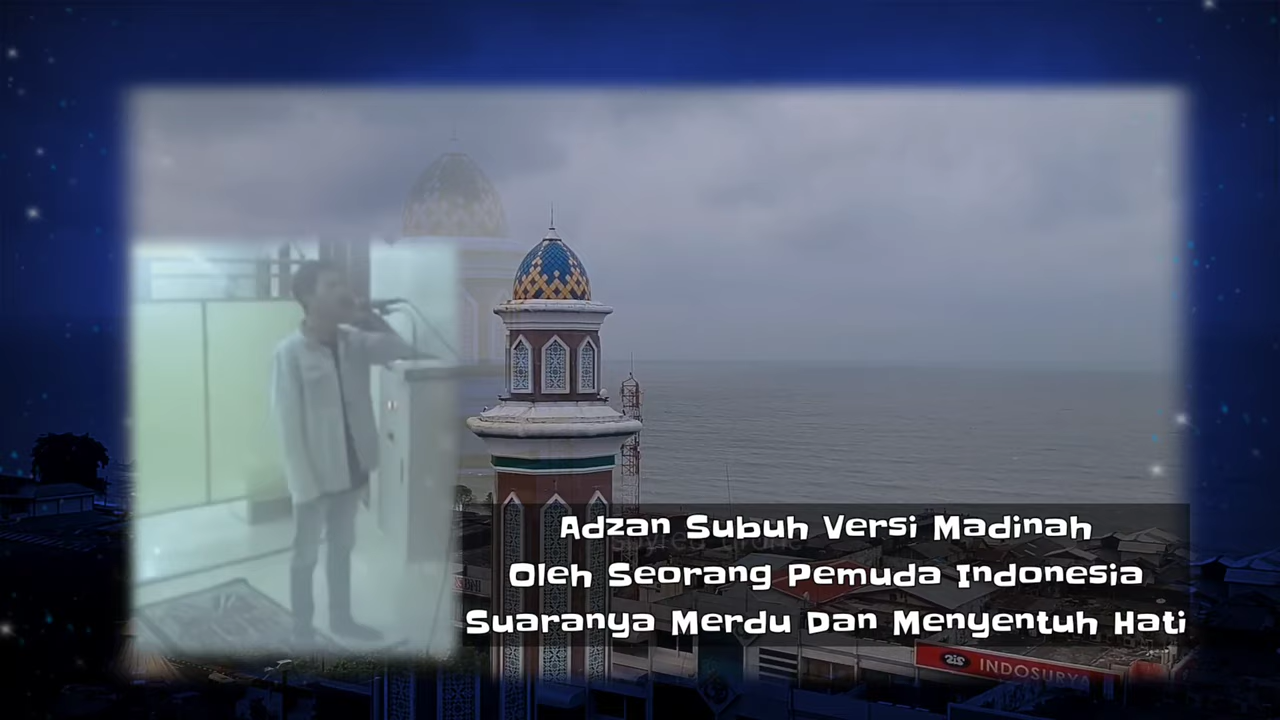 Adzan Subuh Versi Madinah
Oleh Seorang Pemuda Indonesia
Suaranya Merdu Dan Menyentuh Hati
INDOSURYA